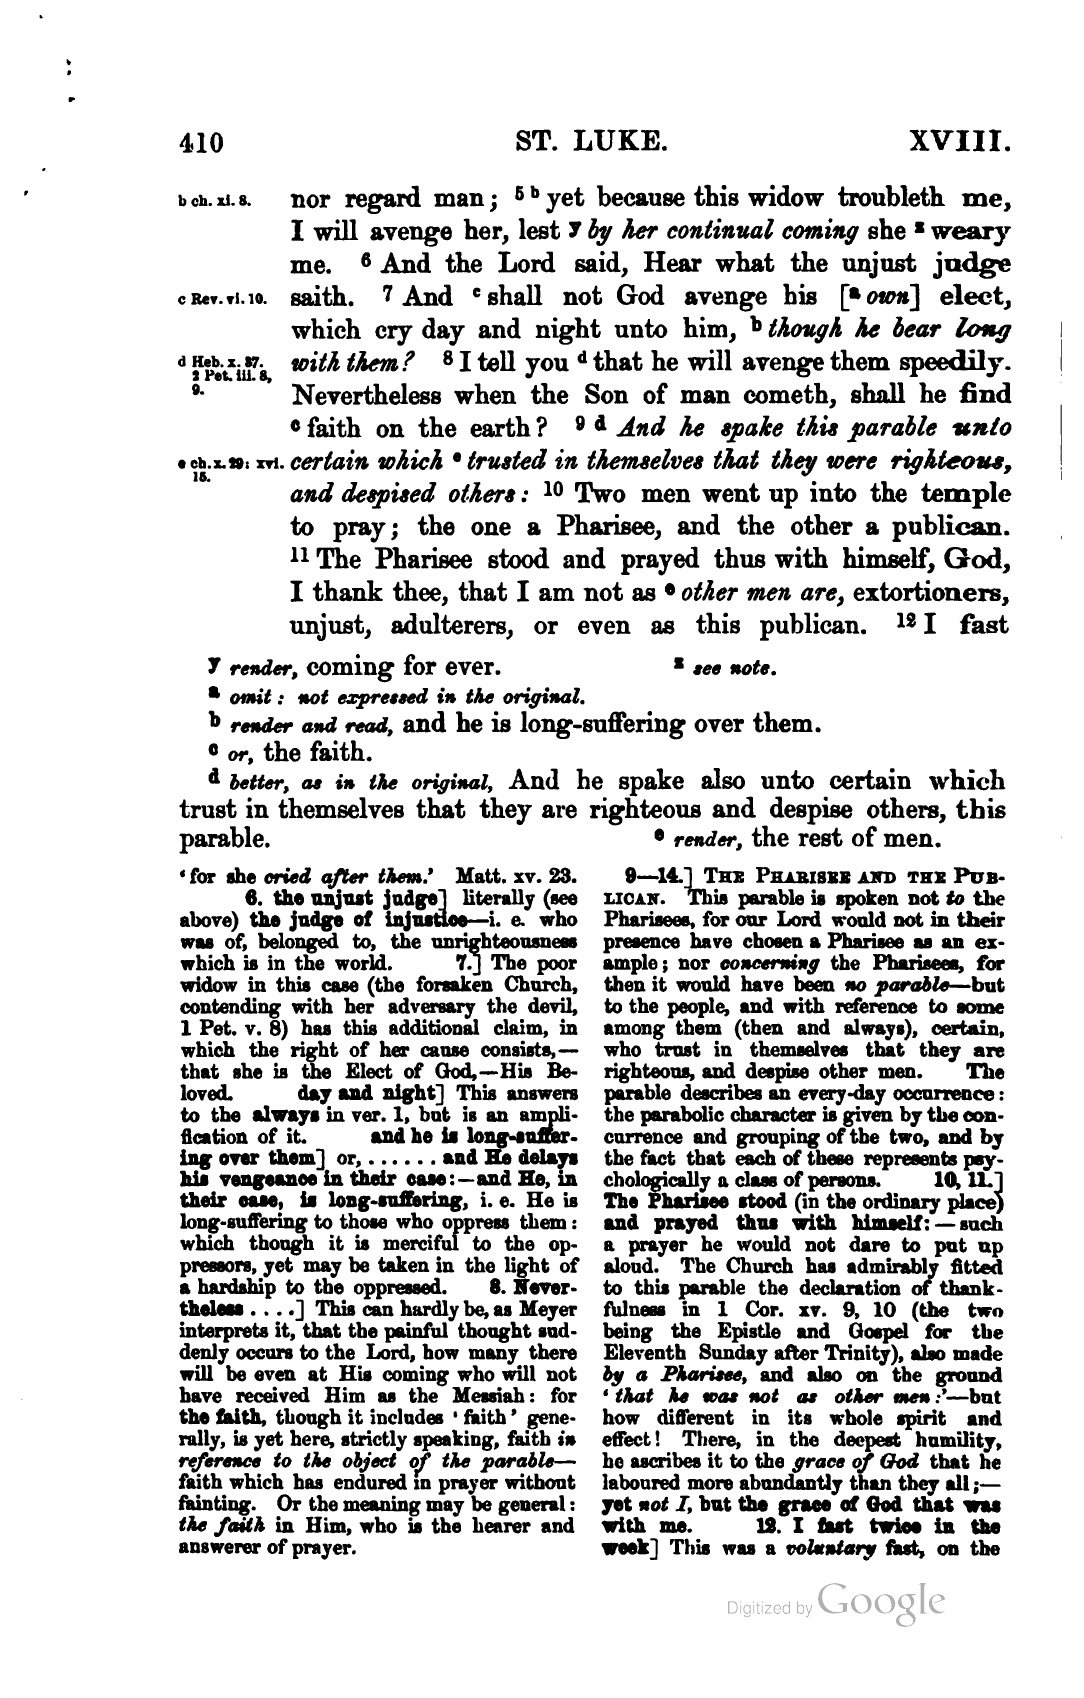 410 ST. LUKE. XVIII.
b ch. xi. 8. nor regard man; 5 b yet because this widow troubleth me,
I will avenge her, lest y by her continual coming she z weary
me. 6 And the Lord said, Hear what the unjust judge
c Rev. vi. 10. saith. 7 And c shall not God avenge his [a own] elect,
which cry day and night unto him, b though he bear long
d Heb. x. 37. with them? 8 I tell you d that he will avenge them speedily.
2 Pet. iii. 8,
9. Nevertheless when the Son of man cometh, shall he find
c faith on the earth? 9 d And he spake this parable unto
e ch. x. 29: xvi. certain which e trusted in themselves that they were righteous,
15. and despised others: 10 Two men went up into the temple
to pray; the one a Pharisee, and the other a publican.
11 The Pharisee stood and prayed thus with himself, God,
I thank thee, that I am not as e other men are, extortioners,
unjust, adulterers, or even as this publican. 12 I fast
y render, coming for ever. z see note.
a omit: not expressed in the original.
b render and read, and he is long-suffering over them.
c or, the faith.
d better, as in the original, And he spake also unto certain which
trust in themselves that they are righteous and despise others, this
parable. e render, the rest of men.
‘for she cried after them.’ Matt. xv. 23.
6. the unjust judge] literally (see
above) the judge of injustice—i. e. who
was of, belonged to, the unrighteousness
which is in the world. 7.] The poor
widow in this case (the forsaken Church,
contending with her adversary the devil,
1 Pet. v. 8) has this additional claim, in
which the right of her cause consists,—
that she is the Elect of God,—His Be-
loved. day and night] This answers
to the always in ver. 1, but is an ampli-
fication of it. and he is long-suffer-
ing over them] or, ...... and He delays
his vengeance in their case:—and He, in
their case, is long-suffering, i. e. He is
long-suffering to those who oppress them:
which though it is merciful to the op-
pressors, yet may be taken in the light of
a hardship to the oppressed. 8. Never-
theless ....] This can hardly be, as Meyer
interprets it, that the painful thought sud-
denly occurs to the Lord, how many there
will be even at His coming who will not
have received Him as the Messiah: for
the faith, though it includes ‘faith’ gene-
rally, is yet here, strictly speaking, faith in
reference to the object of the parable—
faith which has endured in prayer without
fainting. Or the meaning may be general:
the faith in Him, who is the hearer and
answerer of prayer.
9—14.] THE PHARISEE AND THE PUB-
LICAN. This parable is spoken not to the
Pharisees, for our Lord would not in their
presence have chosen a Pharisee as an ex-
ample; nor concerning the Pharisees, for
then it would have been no parable—but
to the people, and with reference to some
among them (then and always), certain,
who trust in themselves that they are
righteous, and despise other men. The
parable describes an every-day occurrence:
the parabolic character is given by the con-
currence and grouping of the two, and by
the fact that each of these represents psy-
chologically a class of persons. 10, 11.]
The Pharisee stood (in the ordinary place)
and prayed thus with himself:—such
a prayer he would not dare to put up
aloud. The Church has admirably fitted
to this parable the declaration of thank-
fulness in 1 Cor. xv. 9, 10 (the two
being the Epistle and Gospel for the
Eleventh Sunday after Trinity), also made
by a Pharisee, and also on the ground
‘that he was not as other men:’—but
how different in its whole spirit and
effect! There, in the deepest humility,
he ascribes it to the grace of God that he
laboured more abundantly than they all;—
yet not I, but the grace of God that was
with me. 12. I fast twice in the
week] This was a voluntary fast, on the
Digitized by Google